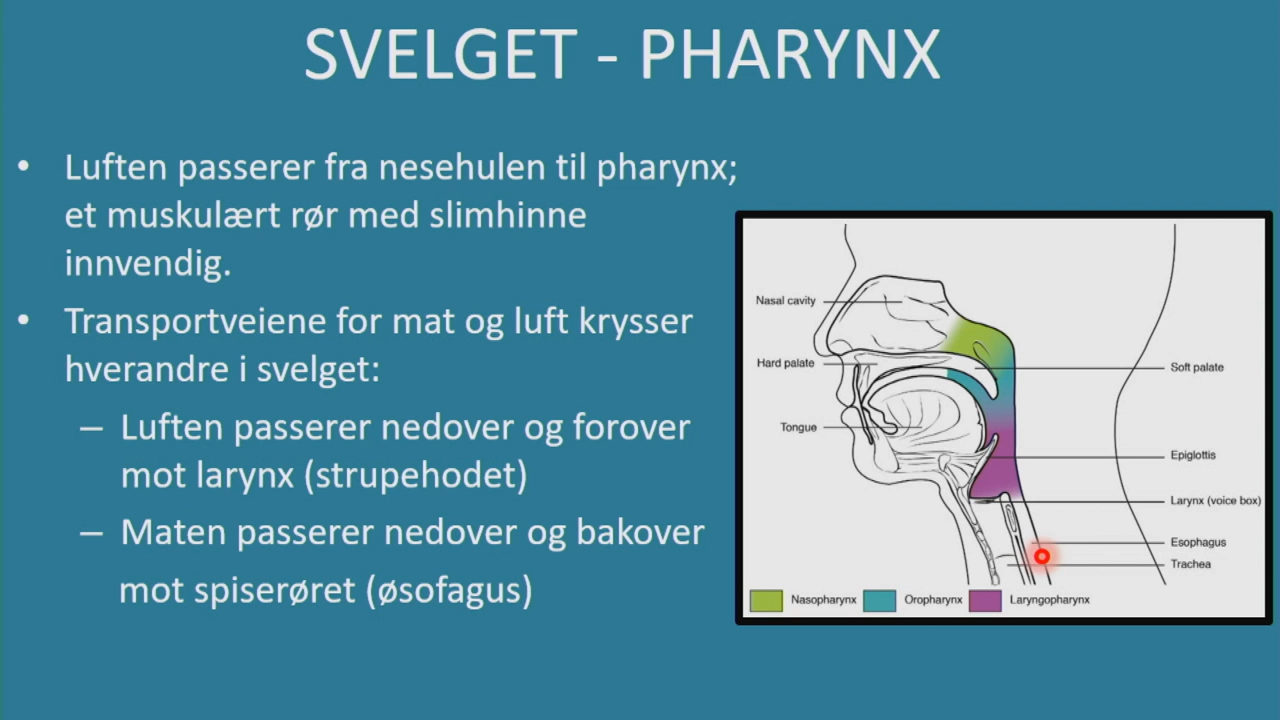 SVELGET - PHARYNX
• Luften passerer fra nesehulen til pharynx;
et muskulært rør med slimhinne
innvendig.
• Transportveiene for mat og luft krysser
hverandre i svelget:
– Luften passerer nedover og forover
mot larynx (strupehodet)
– Maten passerer nedover og bakover
mot spiserøret (øsofagus)
Nasal cavity
Hard palate
Soft palate
Tongue
Epiglottis
Larynx (voice box)
Esophagus
Trachea
Nasopharynx Oropharynx Laryngopharynx